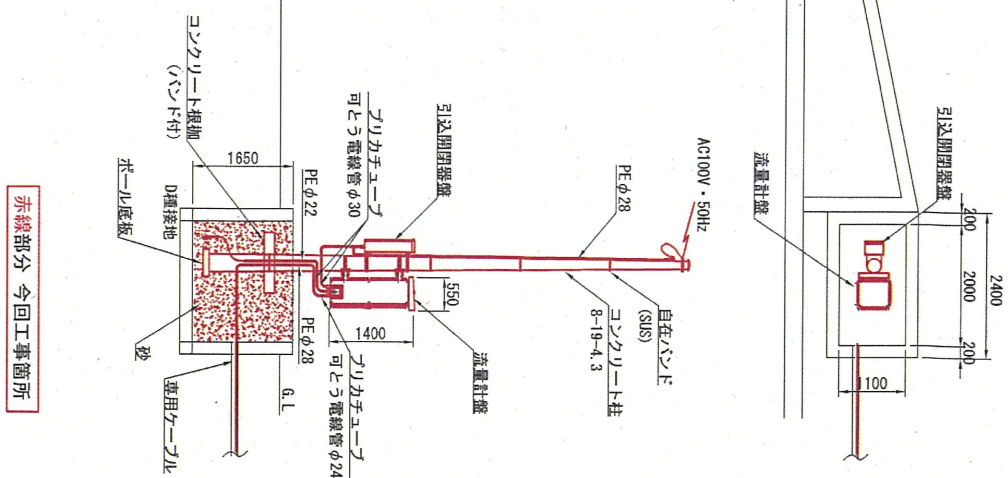 引込開閉器盤
流量計盤
200
2000
200
2400
1100
AC100V・50Hz
PEφ28
自在バンド
(SUS)
コンクリート柱
8-19-4.3
引込開閉器盤
プリカチューブ
可とう電線管φ30
550
1400
流量計盤
プリカチューブ
可とう電線管φ24
PEφ22
PEφ28
G.L
コンクリート根枷
(バンド付)
1650
D種接地
ポール底板
砂
専用ケーブル
赤線部分 今回工事箇所